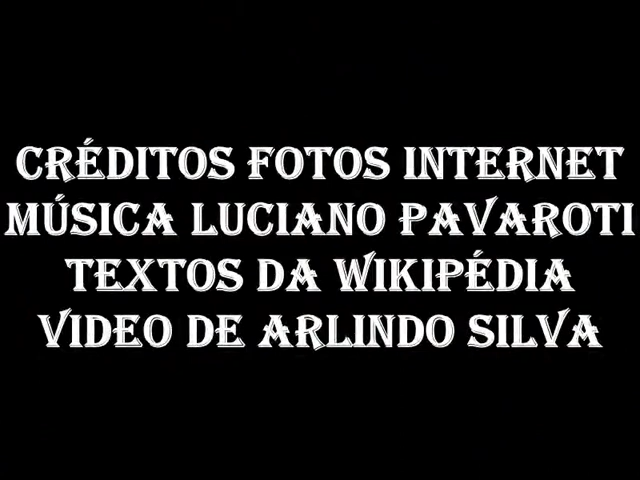 CRÉDITOS FOTOS INTERNET
MÚSICA LUCIANO PAVAROTI
TEXTOS DA WIKIPÉDIA
VIDEO DE ARLINDO SILVA